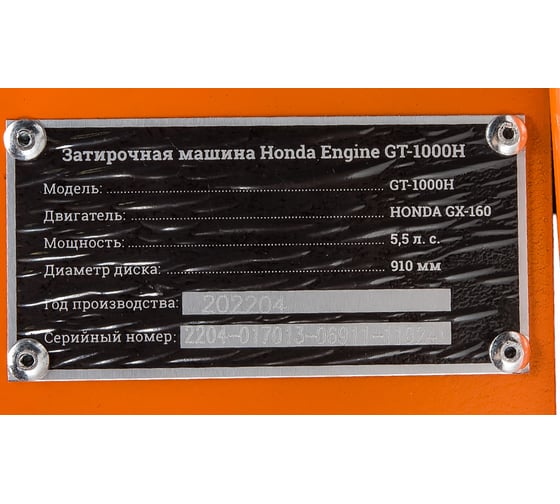 Затирочная машина Honda Engine GT-1000H
Модель: GT-1000H
Двигатель: HONDA GX-160
Мощность: 5,5 л. с.
Диаметр диска: 910 мм
Год производства: 202204
Серийный номер: